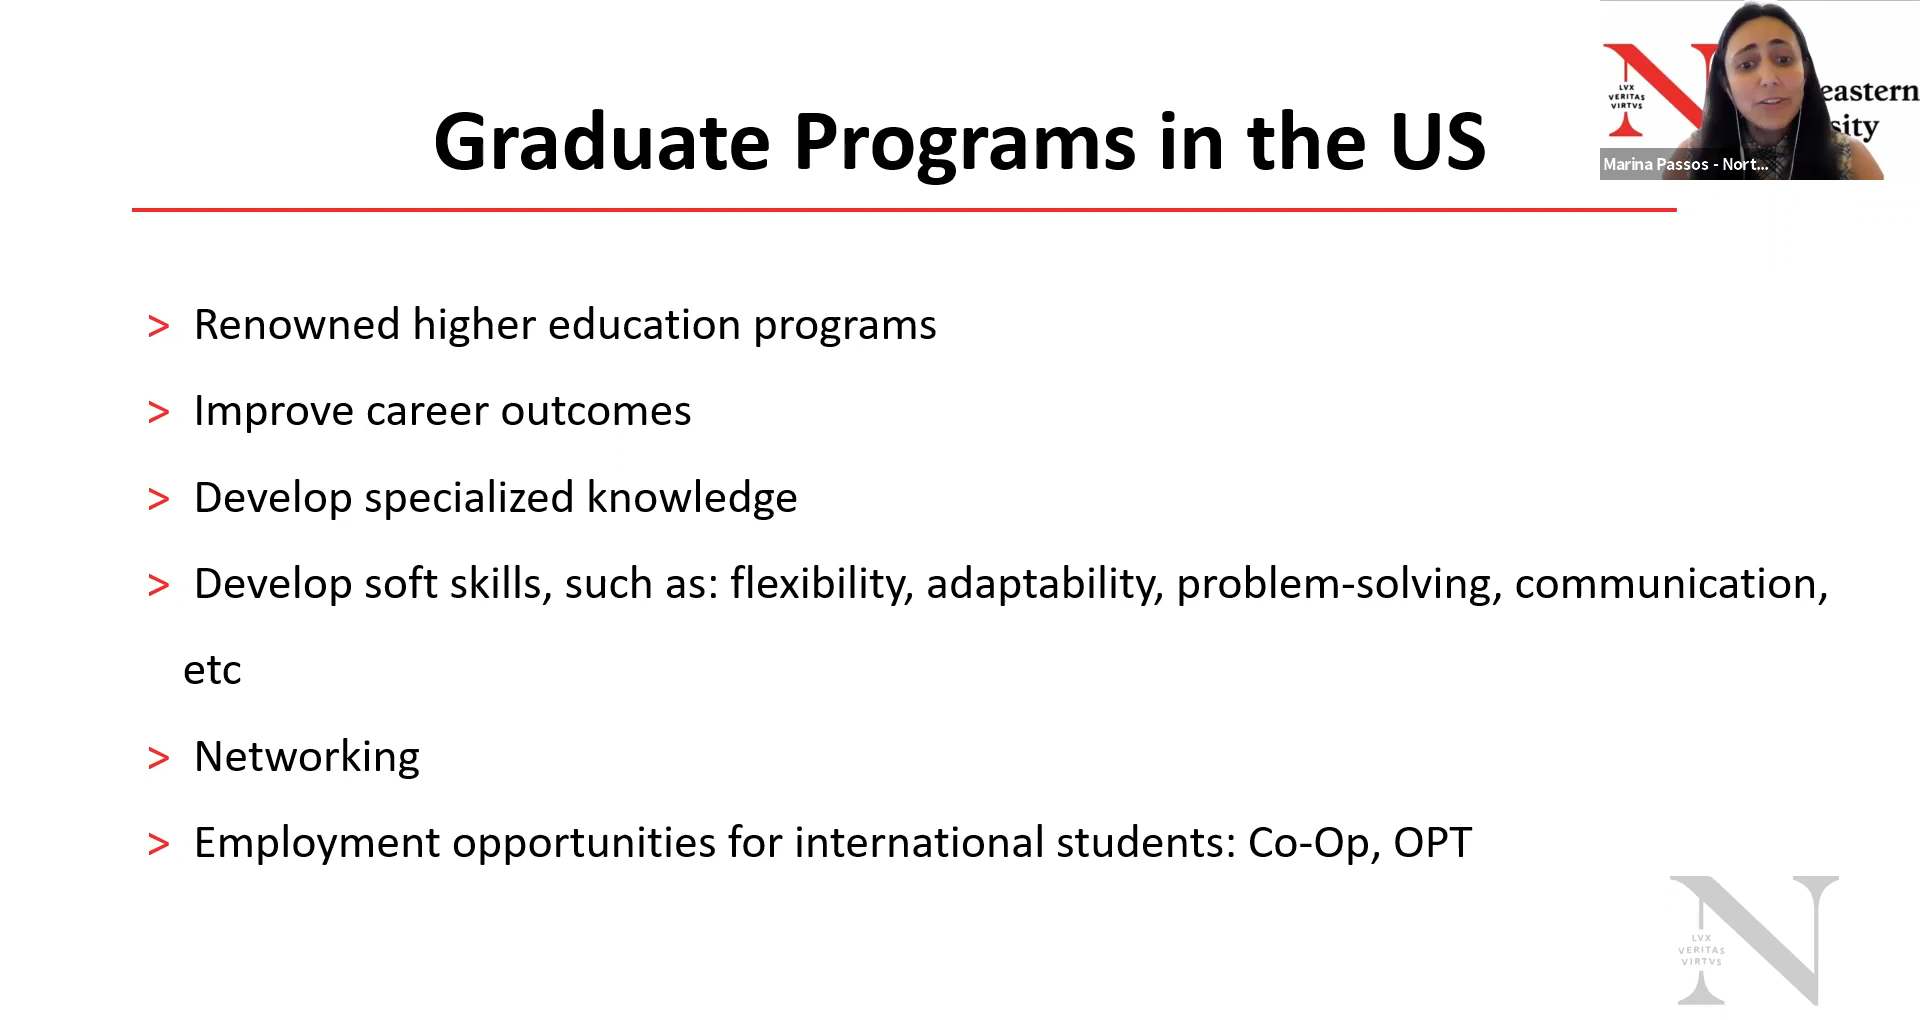 Graduate Programs in the US
LVX
VERITAS
VIRTVS
eastern
sity
Marina Passos - Nort...
> Renowned higher education programs
> Improve career outcomes
> Develop specialized knowledge
> Develop soft skills, such as: flexibility, adaptability, problem-solving, communication,
etc
> Networking
> Employment opportunities for international students: Co-Op, OPT
N
LVX
VERITAS
VIRTVS